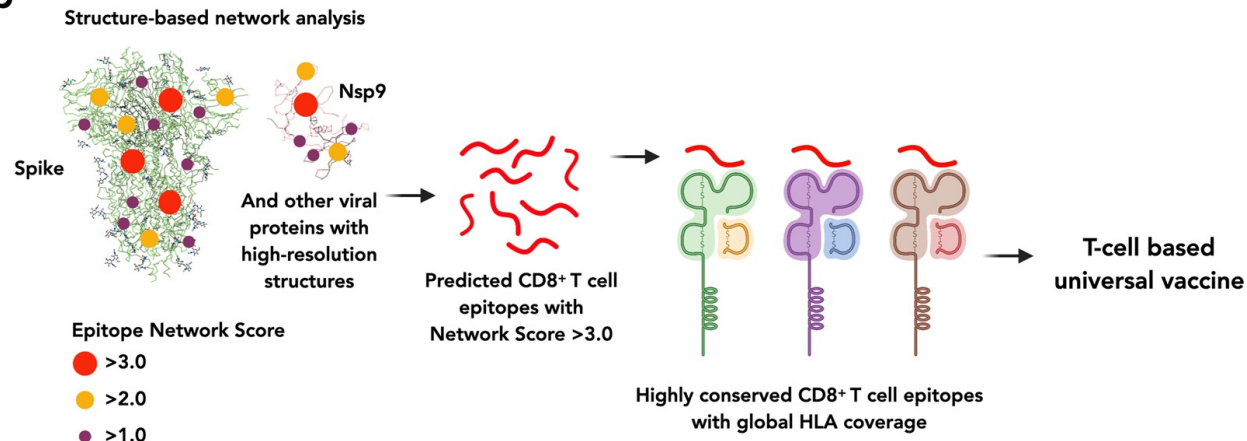 Structure-based network analysis
Nsp9
Spike
And other viral
proteins with
high-resolution
structures
Epitope Network Score
>3.0
>2.0
>1.0
Predicted CD8⁺ T cell
epitopes with
Network Score >3.0
Highly conserved CD8⁺ T cell epitopes
with global HLA coverage
T-cell based
universal vaccine